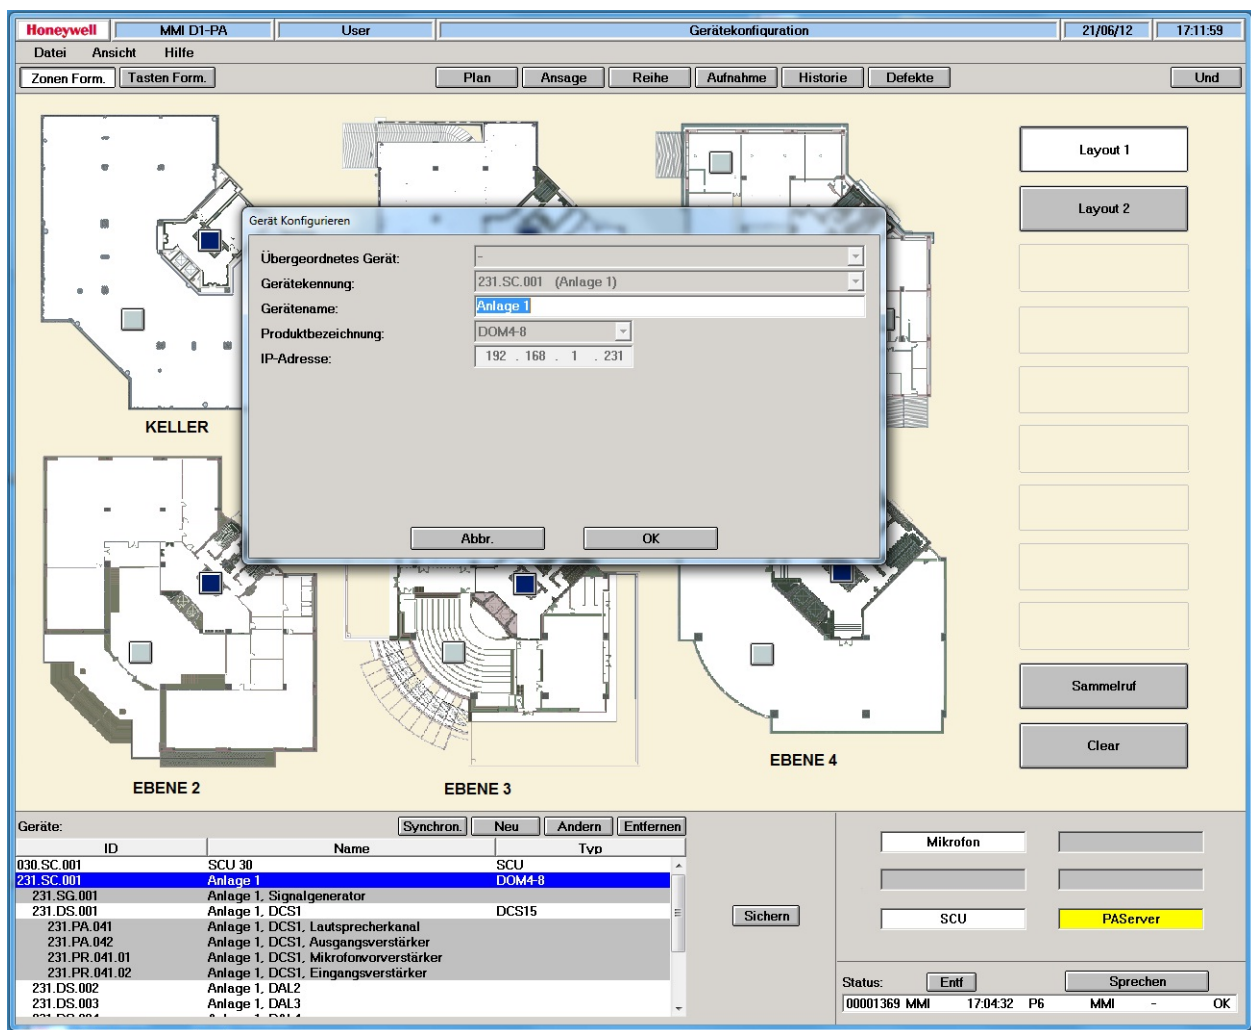 Honeywell MMI D1-PA User Gerätekonfiquration 21/06/12 17:11:59
Datei Ansicht Hilfe
Zonen Form. Tasten Form. Plan Ansage Reihe Aufnahme Historie Defekte Und
Layout 1
Layout 2
Gerät Konfigurieren
Übergeordnetes Gerät: -
Gerätekennung: 231.SC.001 (Anlage 1)
Gerätename: Anlage 1
Produktbezeichnung: DOM4-8
IP-Adresse: 192 . 168 . 1 . 231
KELLER
Abbr. OK
Sammelruf
Clear
EBENE 4
EBENE 2 EBENE 3
Geräte: Synchron. Neu Andern Entfernen
ID Name Typ
030.SC.001 SCU 30 SCU
231.SC.001 Anlage 1 DOM4-8
231.SG.001 Anlage 1, Signalgenerator
231.DS.001 Anlage 1, DCS1 DCS15
231.PA.041 Anlage 1, DCS1, Lautsprecherkanal
231.PA.042 Anlage 1, DCS1, Ausgangsverstärker
231.PR.041.01 Anlage 1, DCS1, Mikrofonvorverstärker
231.PR.041.02 Anlage 1, DCS1, Eingangsverstärker
231.DS.002 Anlage 1, DAL2
231.DS.003 Anlage 1, DAL3
Sichern
Mikrofon
SCU PAServer
Status: Entf Sprechen
00001369 MMI 17:04:32 P6 MMI - OK